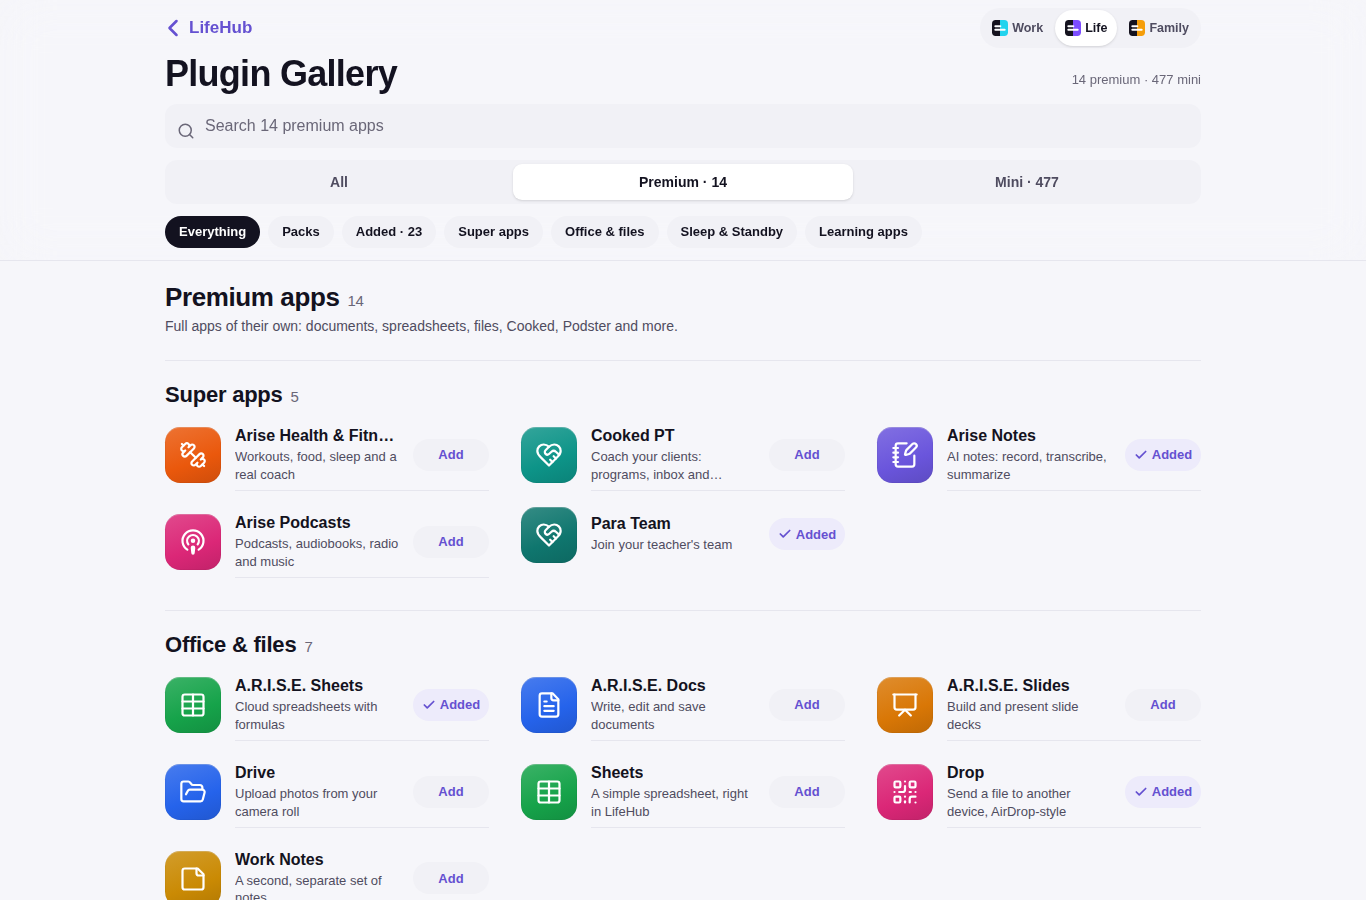 LifeHub
Work
Life
Family
Plugin Gallery
14 premium · 477 mini
Search 14 premium apps
All
Premium · 14
Mini · 477
Everything
Packs
Added · 23
Super apps
Office & files
Sleep & Standby
Learning apps
Premium apps 14
Full apps of their own: documents, spreadsheets, files, Cooked, Podster and more.
Super apps 5
Arise Health & Fitn…
Workouts, food, sleep and a
real coach
Add
Cooked PT
Coach your clients:
programs, inbox and…
Add
Arise Notes
AI notes: record, transcribe,
summarize
Added
Arise Podcasts
Podcasts, audiobooks, radio
and music
Add
Para Team
Join your teacher's team
Added
Office & files 7
A.R.I.S.E. Sheets
Cloud spreadsheets with
formulas
Added
A.R.I.S.E. Docs
Write, edit and save
documents
Add
A.R.I.S.E. Slides
Build and present slide
decks
Add
Drive
Upload photos from your
camera roll
Add
Sheets
A simple spreadsheet, right
in LifeHub
Add
Drop
Send a file to another
device, AirDrop-style
Added
Work Notes
A second, separate set of
notes
Add